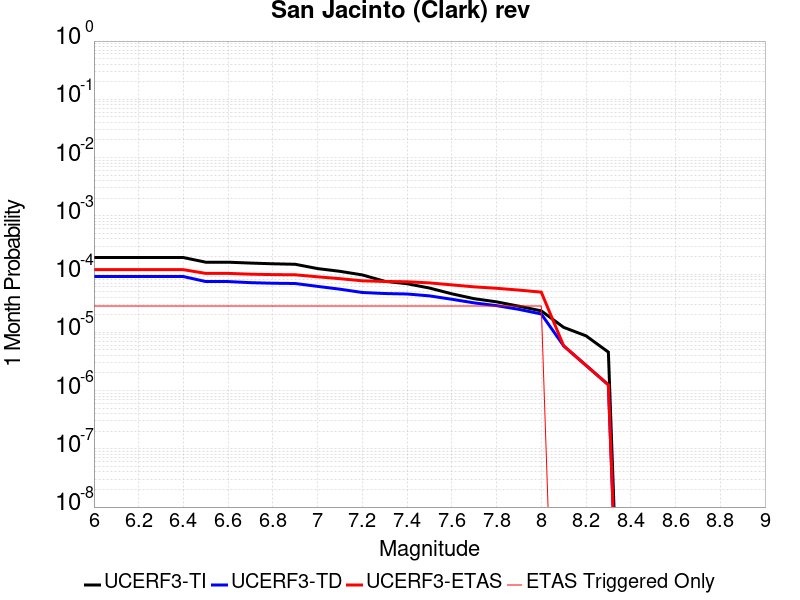 San Jacinto (Clark) rev
10^0
10^-1
10^-2
10^-3
10^-4
10^-5
10^-6
10^-7
10^-8
1 Month Probability
6 6.2 6.4 6.6 6.8 7 7.2 7.4 7.6 7.8 8 8.2 8.4 8.6 8.8 9
Magnitude
UCERF3-TI UCERF3-TD UCERF3-ETAS ETAS Triggered Only